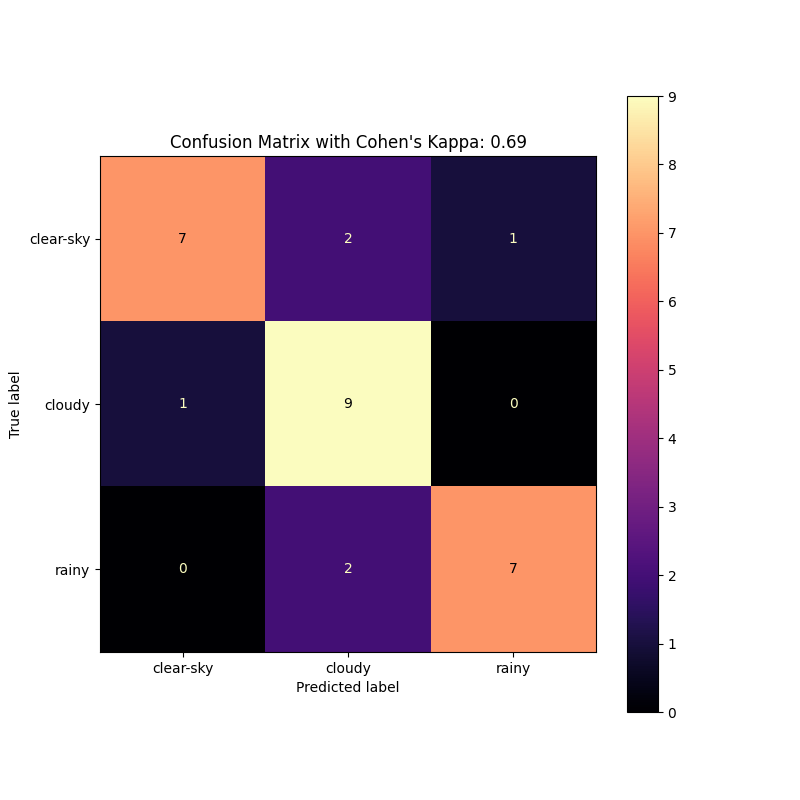 Confusion Matrix with Cohen's Kappa: 0.69
True label
clear-sky
7
2
1
cloudy
1
9
0
rainy
0
2
7
clear-sky
cloudy
rainy
Predicted label
9
8
7
6
5
4
3
2
1
0